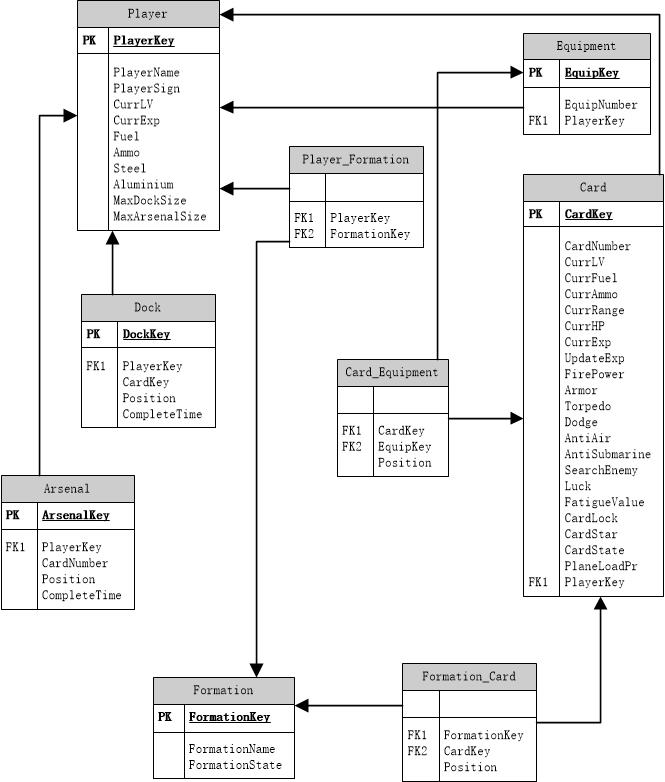 Player
PK PlayerKey
PlayerName
PlayerSign
CurrLV
CurrExp
Fuel
Ammo
Steel
Aluminium
MaxDockSize
MaxArsenalSize
Equipment
PK EquipKey
EquipNumber
FK1 PlayerKey
Player_Formation
FK1 PlayerKey
FK2 FormationKey
Card
PK CardKey
CardNumber
CurrLV
CurrFuel
CurrAmmo
CurrRange
CurrHP
CurrExp
UpdateExp
FirePower
Armor
Torpedo
Dodge
AntiAir
AntiSubmarine
SearchEnemy
Luck
FatigueValue
CardLock
CardStar
CardState
PlaneLoadPr
FK1 PlayerKey
Dock
PK DockKey
FK1 PlayerKey
CardKey
Position
CompleteTime
Card_Equipment
FK1 CardKey
FK2 EquipKey
Position
Arsenal
PK ArsenalKey
FK1 PlayerKey
CardNumber
Position
CompleteTime
Formation
PK FormationKey
FormationName
FormationState
Formation_Card
FK1 FormationKey
FK2 CardKey
Position